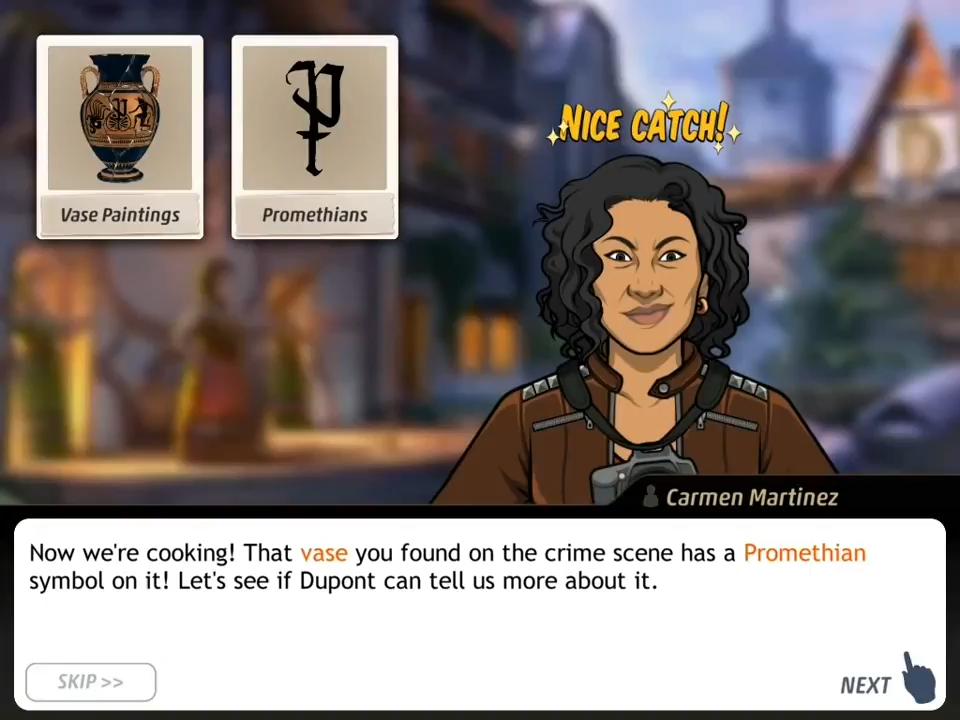 NICE CATCH!
Vase Paintings
Promethians
Carmen Martinez
Now we're cooking! That vase you found on the crime scene has a Promethian
symbol on it! Let's see if Dupont can tell us more about it.
SKIP >>
NEXT